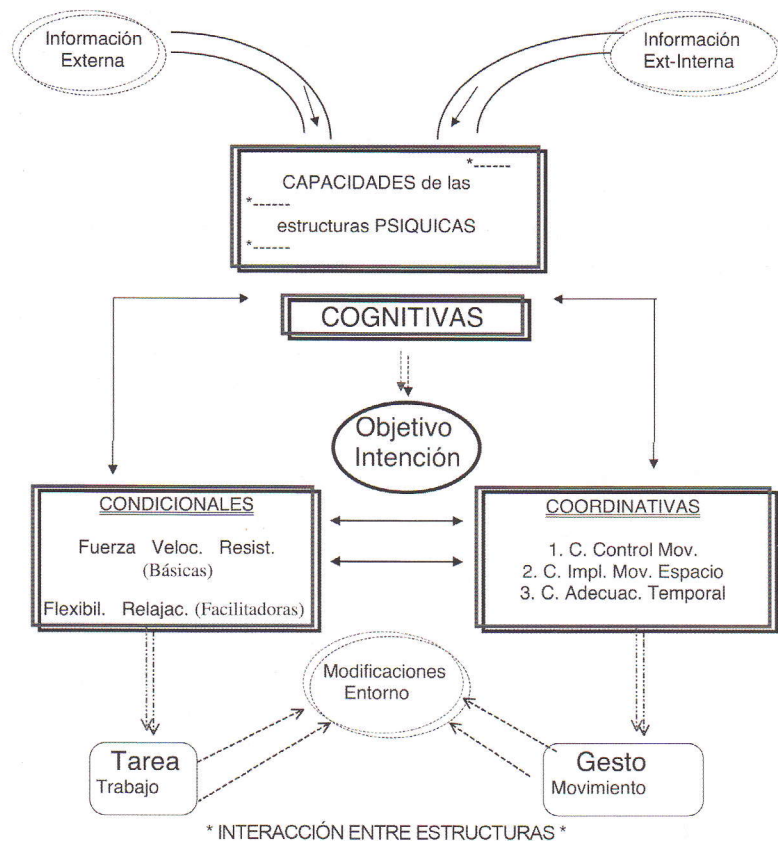 Información
Externa
Información
Ext-Interna
*------
CAPACIDADES de las
*------
estructuras PSIQUICAS
*------
COGNITIVAS
Objetivo
Intención
CONDICIONALES
Fuerza Veloc. Resist.
(Básicas)
Flexibil. Relajac. (Facilitadoras)
COORDINATIVAS
1. C. Control Mov.
2. C. Impl. Mov. Espacio
3. C. Adecuac. Temporal
Modificaciones
Entorno
Tarea
Trabajo
Gesto
Movimiento
* INTERACCIÓN ENTRE ESTRUCTURAS *